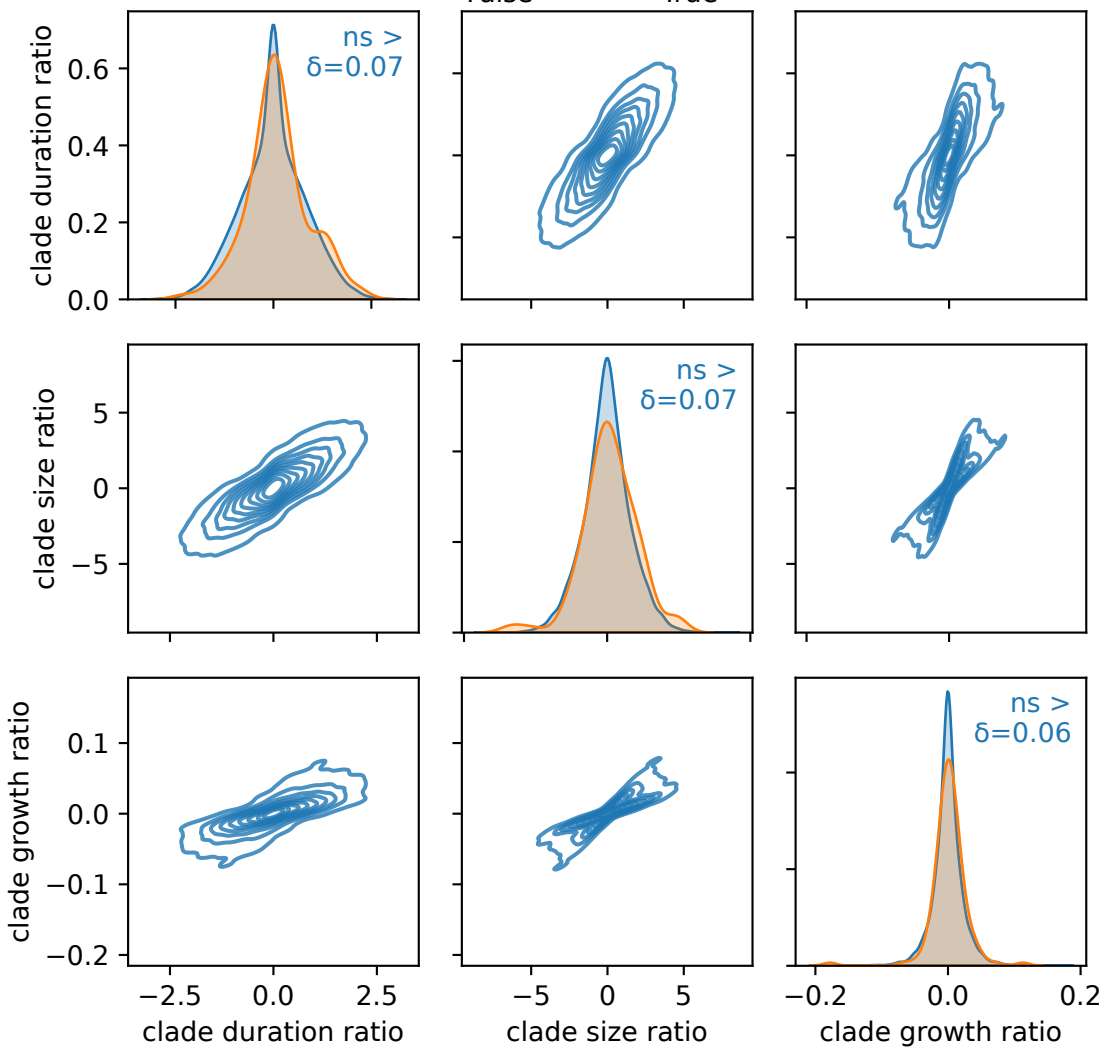 0.6
0.4
0.2
0.0
clade duration ratio
ns >
δ=0.07
5
0
−5
clade size ratio
ns >
δ=0.07
0.1
0.0
−0.1
−0.2
clade growth ratio
ns >
δ=0.06
−2.5 0.0 2.5
−5 0 5
−0.2 0.0 0.2
clade duration ratio
clade size ratio
clade growth ratio